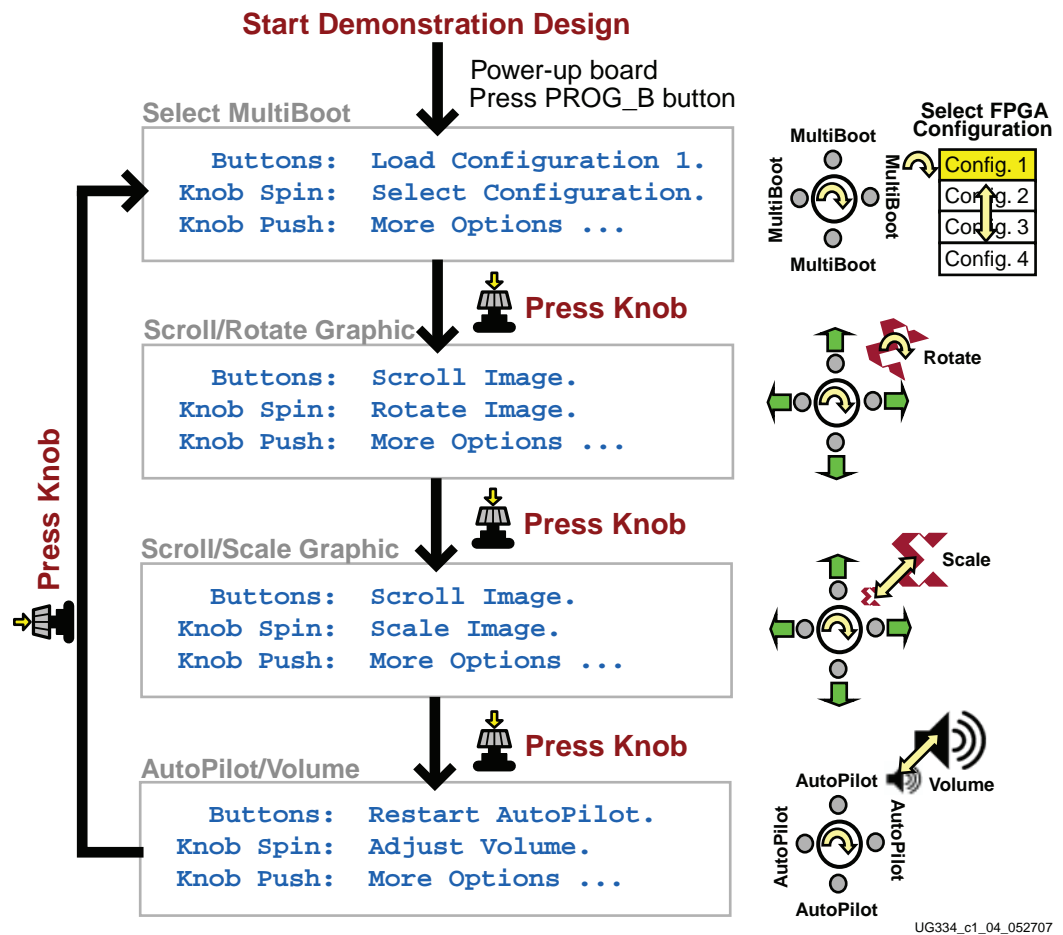 Start Demonstration Design
Power-up board
Press PROG_B button
Select MultiBoot
Buttons: Load Configuration 1.
Knob Spin: Select Configuration.
Knob Push: More Options ...
MultiBoot
MultiBoot
MultiBoot
MultiBoot
Select FPGA
Configuration
Config. 1
Config. 2
Config. 3
Config. 4
Press Knob
Scroll/Rotate Graphic
Buttons: Scroll Image.
Knob Spin: Rotate Image.
Knob Push: More Options ...
Rotate
Press Knob
Press Knob
Scroll/Scale Graphic
Buttons: Scroll Image.
Knob Spin: Scale Image.
Knob Push: More Options ...
Scale
Press Knob
AutoPilot/Volume
Buttons: Restart AutoPilot.
Knob Spin: Adjust Volume.
Knob Push: More Options ...
Volume
AutoPilot
AutoPilot
AutoPilot
AutoPilot
UG334_c1_04_052707